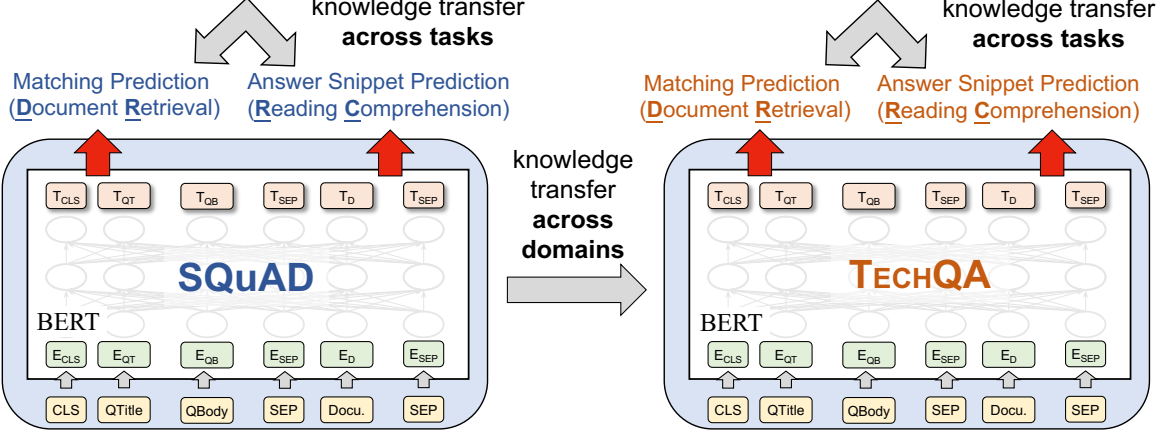 knowledge transfer
across tasks
Matching Prediction
(Document Retrieval)
Answer Snippet Prediction
(Reading Comprehension)
TCLS TQT TQB TSEP TD TSEP
SQuAD
BERT
ECLS EQT EQB ESEP ED ESEP
CLS QTitle QBody SEP Docu. SEP
knowledge
transfer
across
domains
knowledge transfer
across tasks
Matching Prediction
(Document Retrieval)
Answer Snippet Prediction
(Reading Comprehension)
TCLS TQT TQB TSEP TD TSEP
TECHQA
BERT
ECLS EQT EQB ESEP ED ESEP
CLS QTitle QBody SEP Docu. SEP